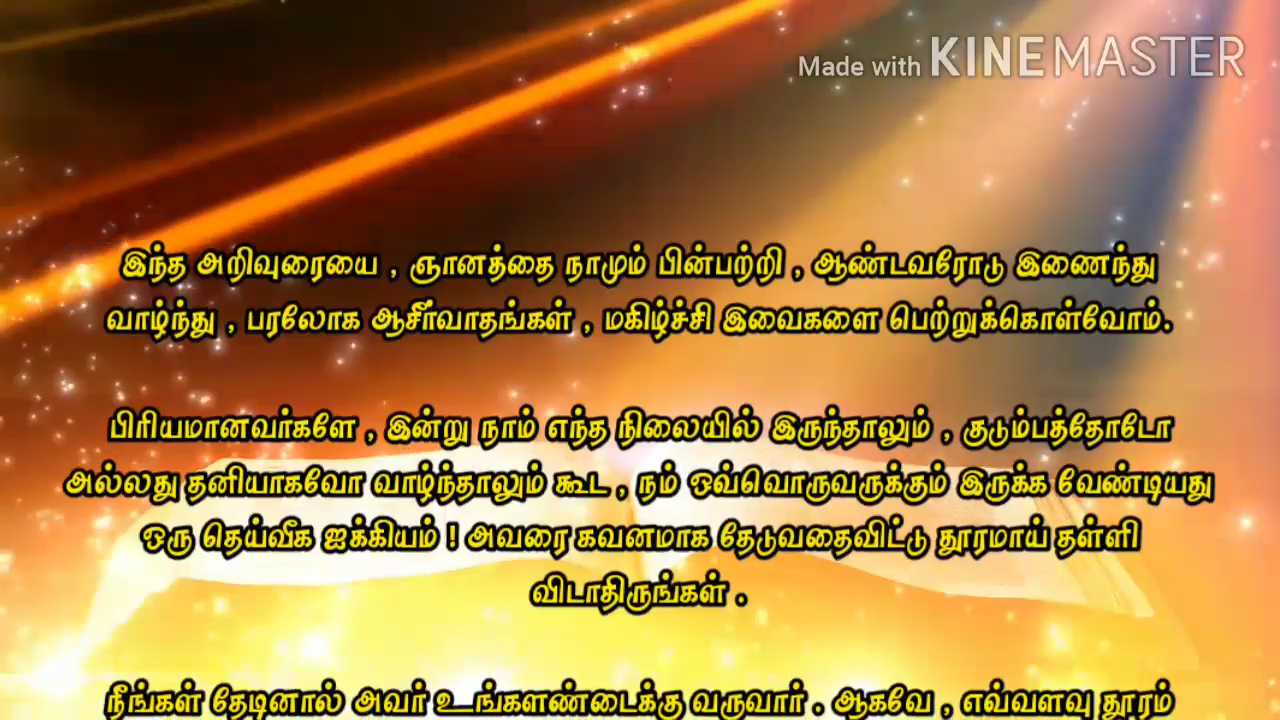 Made with KINEMASTER
இந்த அறிவுரையை , ஞானத்தை நாமும் பின்பற்றி , ஆண்டவரோடு இணைந்து
வாழ்ந்து , பரலோக ஆசீர்வாதங்கள் , மகிழ்ச்சி இவைகளை பெற்றுக்கொள்வோம்.
பிரியமானவர்களே , இன்று நாம் எந்த நிலையில் இருந்தாலும் , குடும்பத்தோடோ
அல்லது தனியாகவோ வாழ்ந்தாலும் கூட , நம் ஒவ்வொருவருக்கும் இருக்க வேண்டியது
ஒரு தெய்வீக ஐக்கியம் ! அவரை கவனமாக தேடுவதைவிட்டு தூரமாய் தள்ளி
விடாதிருங்கள் .
நீங்கள் தேடினால் அவர் உங்களண்டைக்கு வருவார் . ஆகவே , எவ்வளவு தூரம்